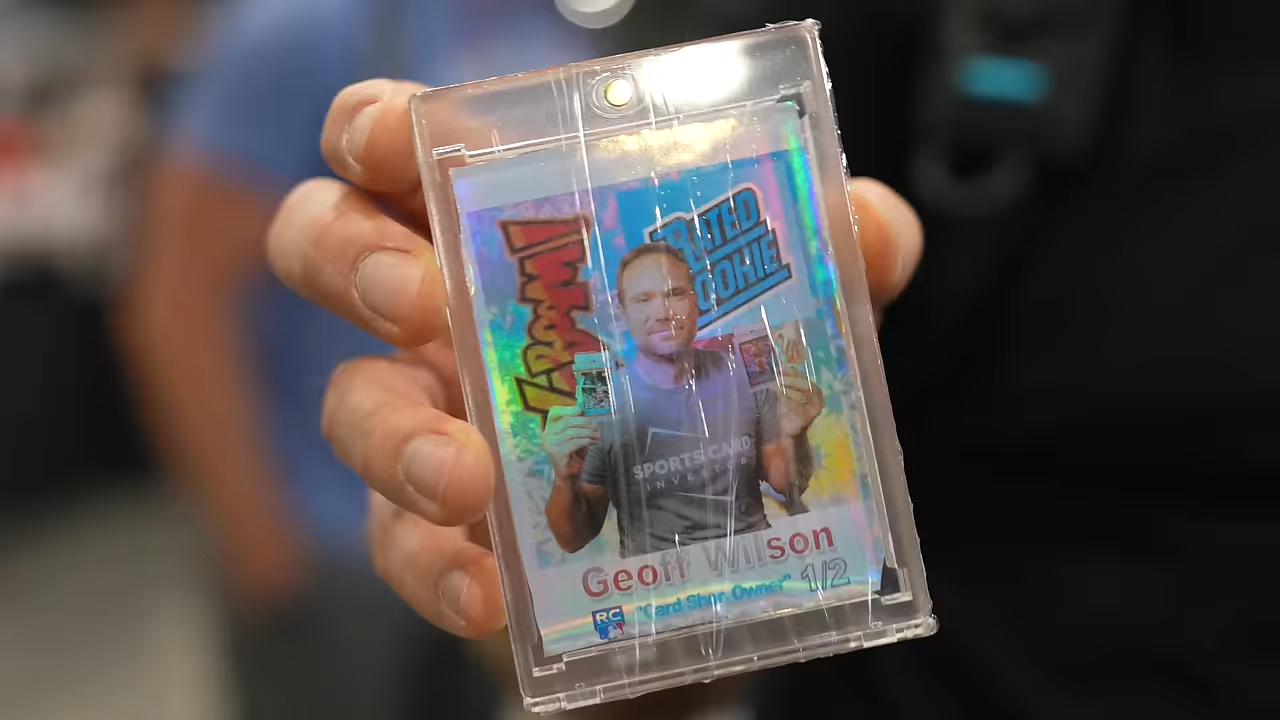 KABOOM!
RATED
ROOKIE
SPORTS CARD
INVESTOR
Geoff Wilson
RC "Card Shop Owner" 1/2